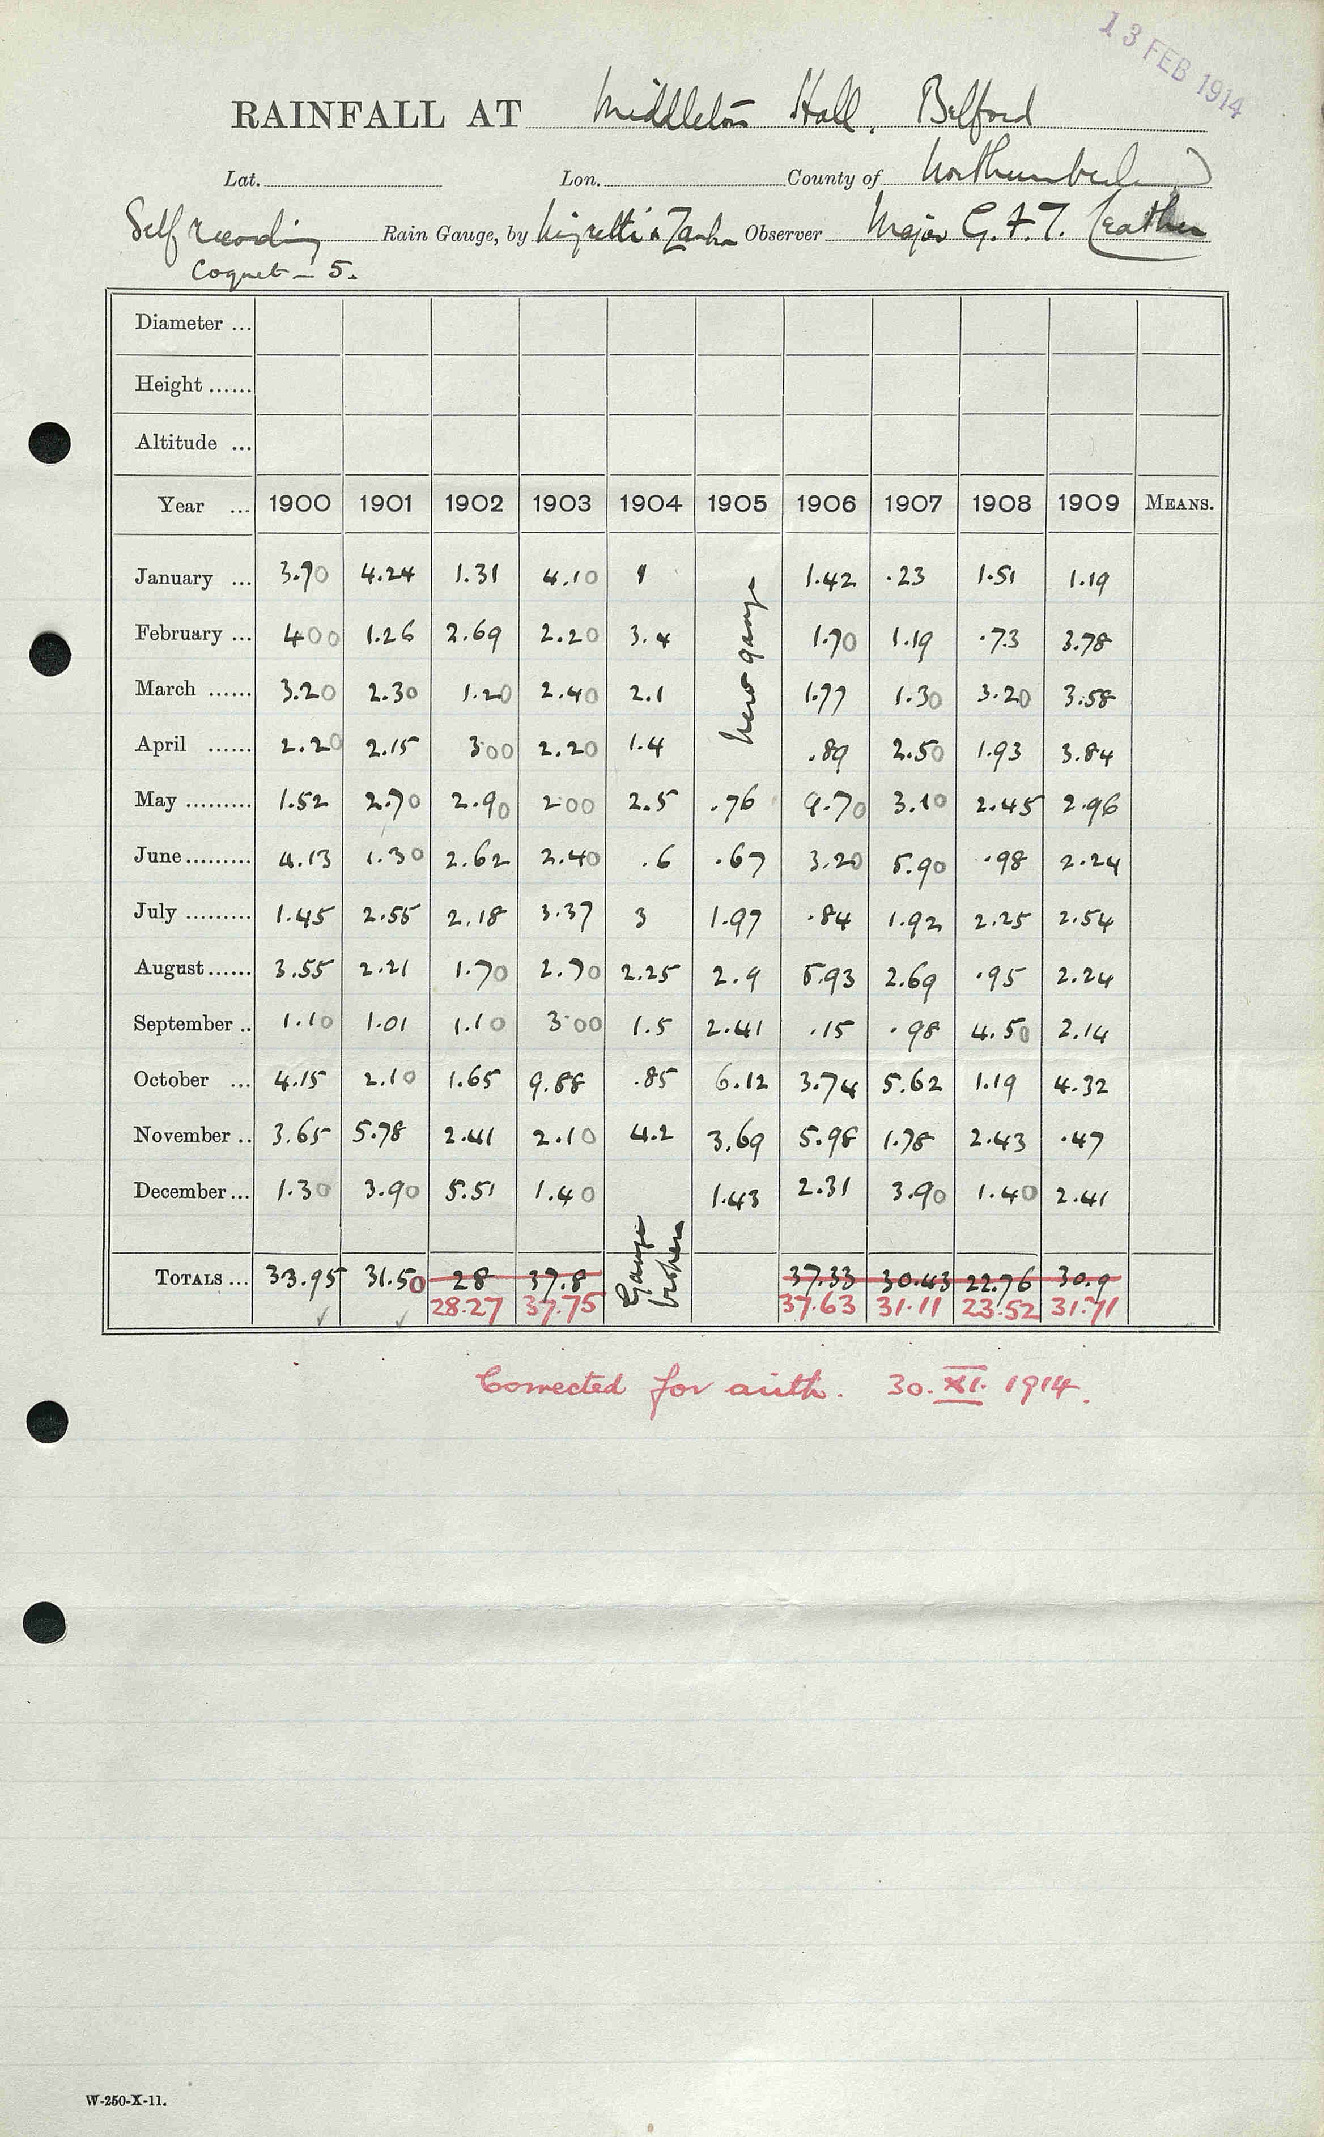 13 FEB 1914
RAINFALL AT Middleton Hall, Belford
Lat. Lon. County of Northumberland
Self recording Rain Gauge, by Negretti & Zambra Observer Major G. F. T. Leather
Coquet - 5.
Diameter ...
Height ......
Altitude ...
Year ... 1900 1901 1902 1903 1904 1905 1906 1907 1908 1909 MEANS.
January ... 3.70 4.24 1.31 4.10 1 1.42 .23 1.51 1.19
February ... 400 1.26 2.69 2.20 3.4 1.70 1.19 .73 3.78
March ...... 3.20 2.30 1.20 2.40 2.1 new gauge 1.77 1.30 3.20 3.58
April ...... 2.20 2.15 3.00 2.20 1.4 .89 2.50 1.93 3.84
May ......... 1.52 2.70 2.90 2.00 2.5 .76 9.70 3.10 2.45 2.96
June......... 4.13 1.30 2.62 2.40 .6 .67 3.20 5.90 .98 2.24
July ......... 1.45 2.55 2.18 3.37 3 1.97 .84 1.92 2.25 2.54
August...... 3.55 2.21 1.70 2.70 2.25 2.9 5.93 2.69 .95 2.24
September .. 1.10 1.01 1.10 3.00 1.5 2.41 .15 .98 4.50 2.14
October ... 4.15 2.10 1.65 9.88 .85 6.12 3.74 5.62 1.19 4.32
November .. 3.65 5.78 2.41 2.10 4.2 3.69 5.98 1.78 2.43 .47
December... 1.30 3.90 5.51 1.40 1.43 2.31 3.90 1.40 2.41
TOTALS... 33.95 31.50 28 37.8 Gauge broken 37.33 30.43 22.76 30.9
28.27 37.75 37.63 31.11 23.52 31.71
Corrected for arith. 30.XI.1914.
W-250-X-11.